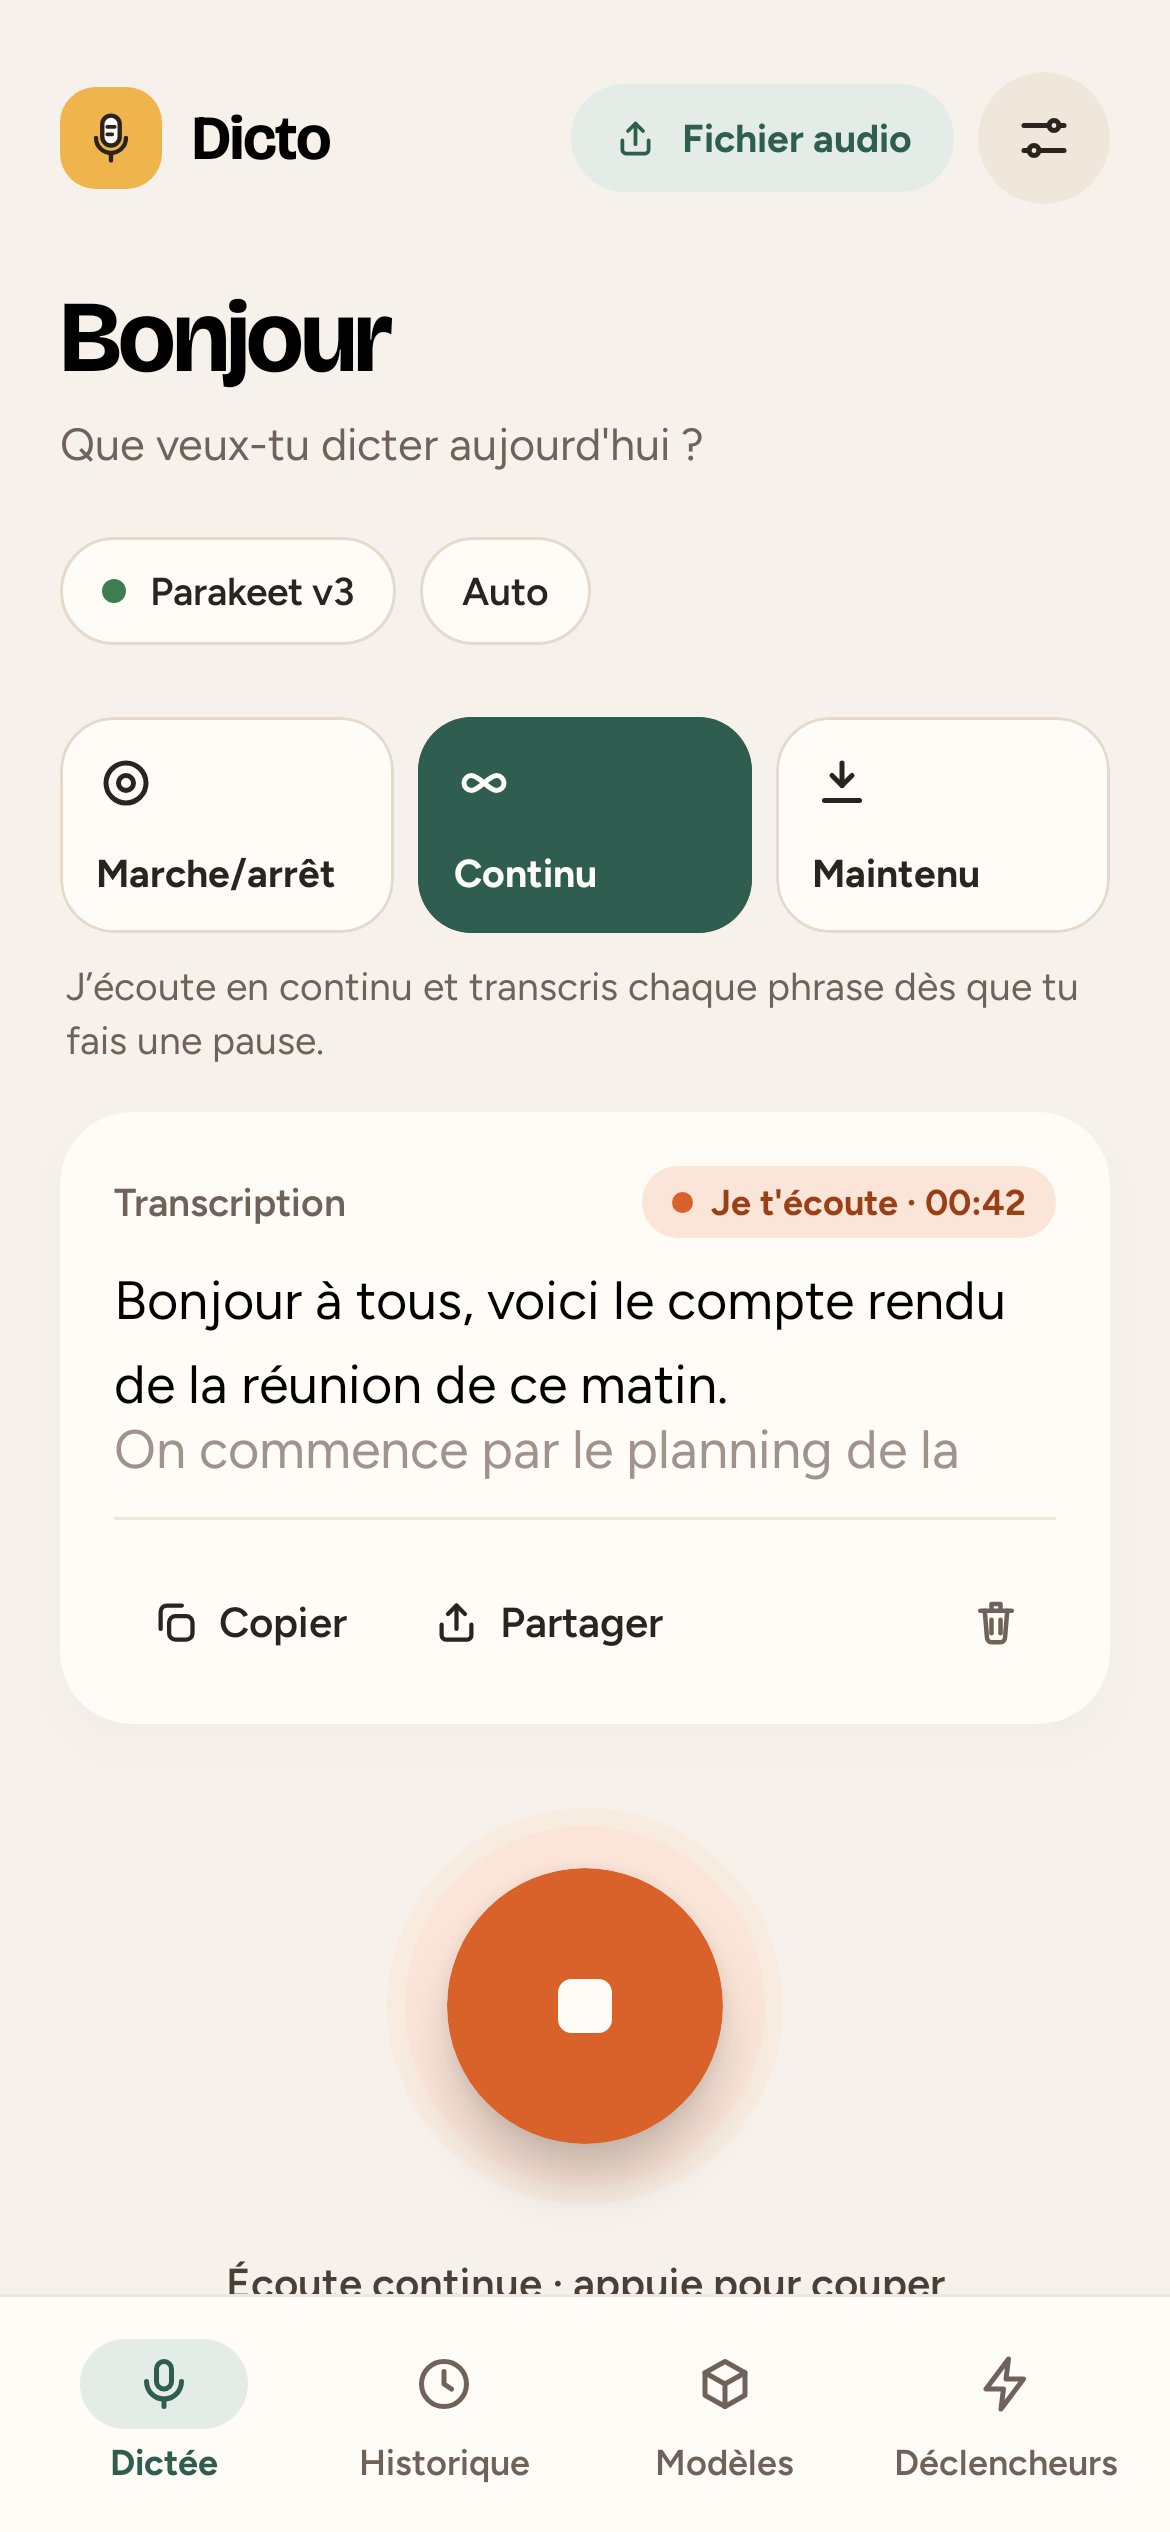 Dicto
Fichier audio
Bonjour
Que veux-tu dicter aujourd'hui ?
Parakeet v3
Auto
Marche/arrêt
Continu
Maintenu
J’écoute en continu et transcris chaque phrase dès que tu
fais une pause.
Transcription
Je t'écoute · 00:42
Bonjour à tous, voici le compte rendu
de la réunion de ce matin.
On commence par le planning de la
Copier
Partager
Écoute continue · appuie pour couper
Dictée
Historique
Modèles
Déclencheurs